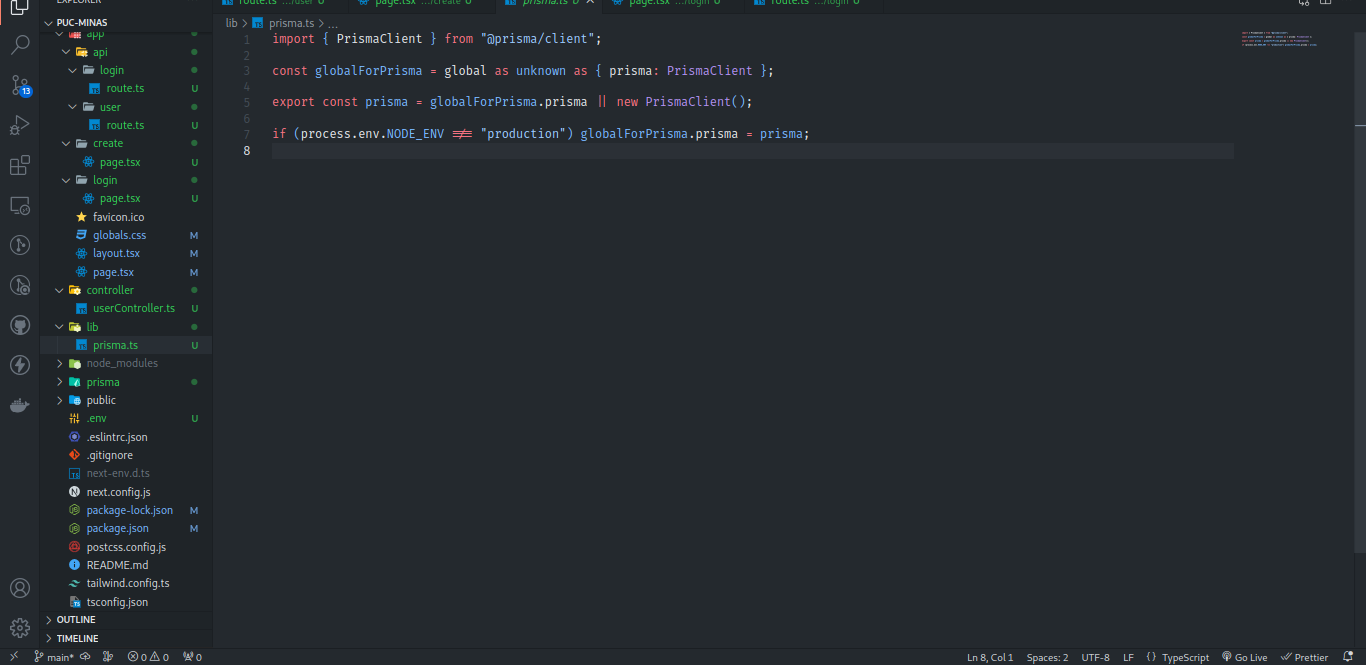 EXPLORER
PUC-MINAS
app
api
login
route.ts U
user
route.ts U
create
page.tsx U
login
page.tsx U
favicon.ico
globals.css M
layout.tsx M
page.tsx M
controller
userController.ts U
lib
prisma.ts U
node_modules
prisma
public
.env U
.eslintrc.json
.gitignore
next-env.d.ts
next.config.js
package-lock.json M
package.json M
postcss.config.js
README.md
tailwind.config.ts
tsconfig.json
OUTLINE
TIMELINE
13
route.ts .../user U
page.tsx .../create U
prisma.ts U
page.tsx .../login U
route.ts .../login U
lib > prisma.ts > ...
1 import { PrismaClient } from "@prisma/client";
2
3 const globalForPrisma = global as unknown as { prisma: PrismaClient };
4
5 export const prisma = globalForPrisma.prisma || new PrismaClient();
6
7 if (process.env.NODE_ENV !== "production") globalForPrisma.prisma = prisma;
8
main* 0 0 0 Ln 8, Col 1 Spaces: 2 UTF-8 LF {} TypeScript Go Live Prettier